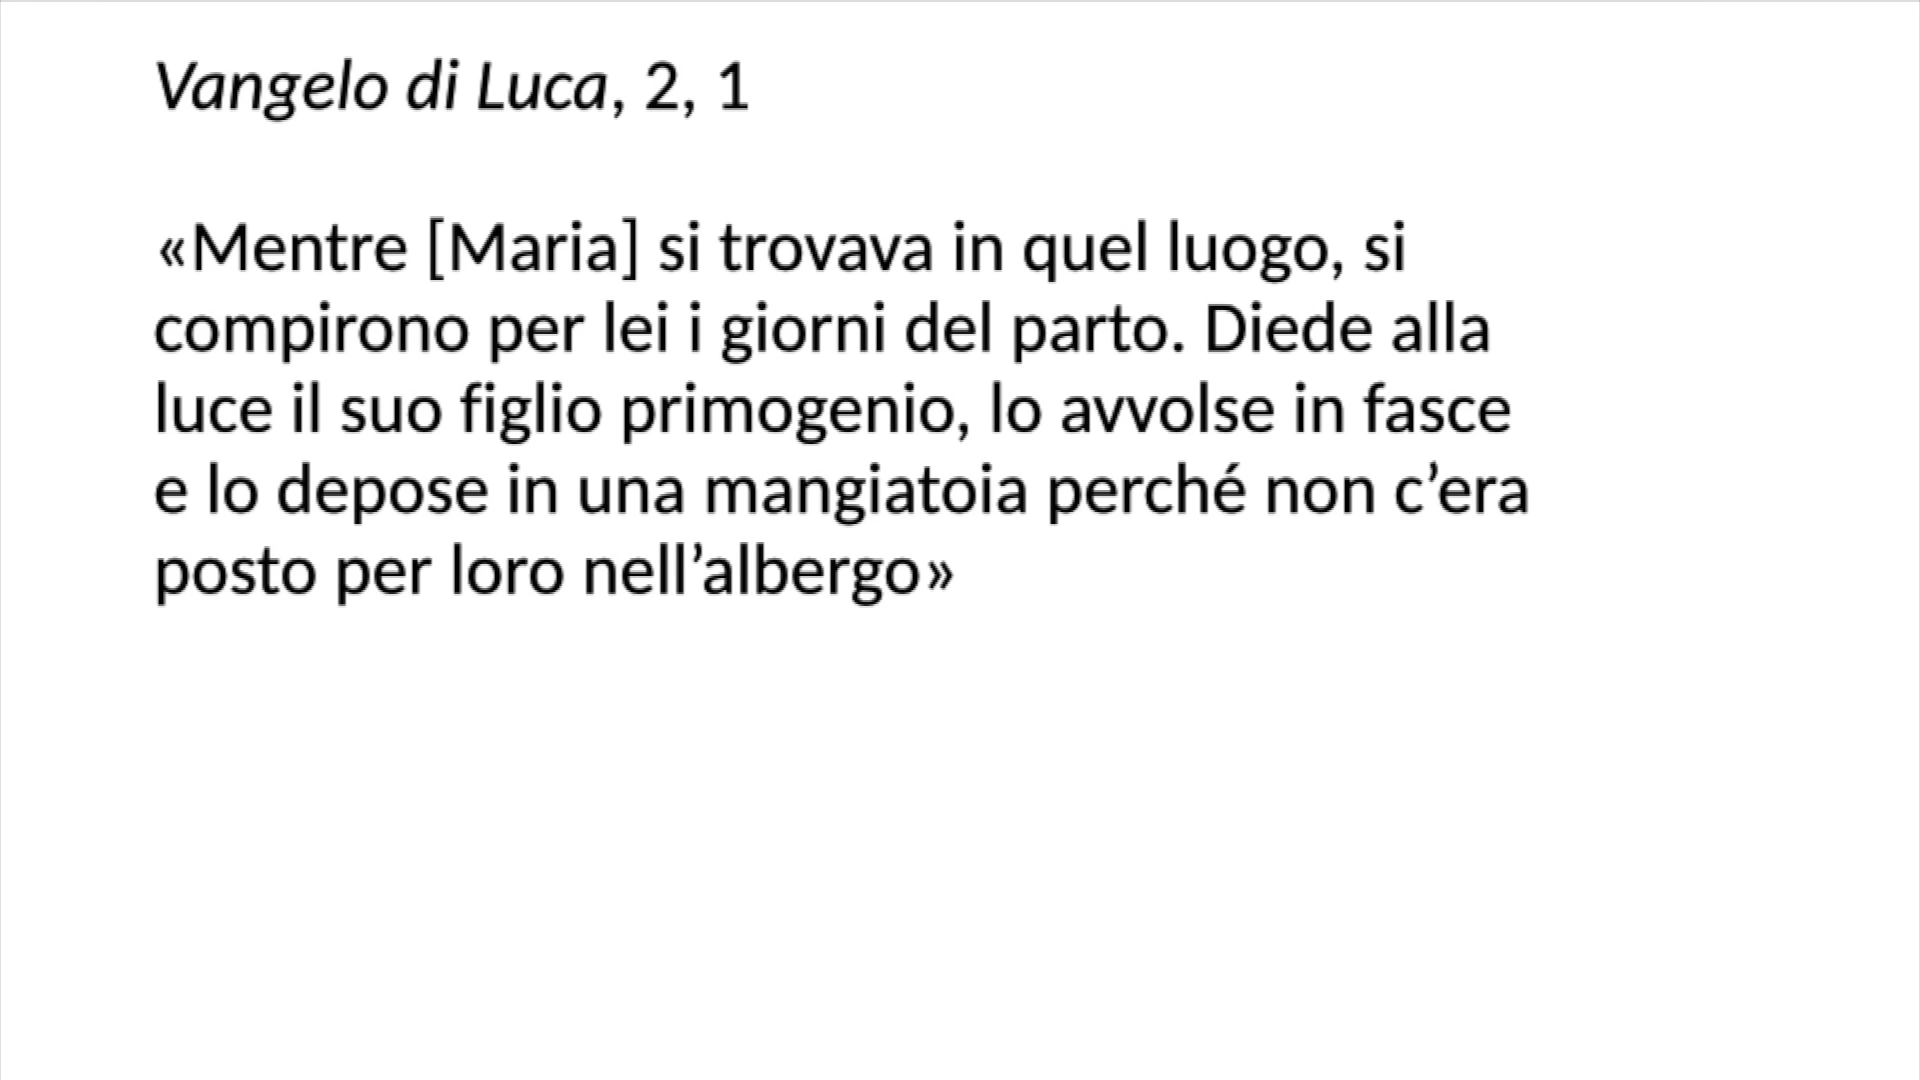 Vangelo di Luca, 2, 1
«Mentre [Maria] si trovava in quel luogo, si
compirono per lei i giorni del parto. Diede alla
luce il suo figlio primogenio, lo avvolse in fasce
e lo depose in una mangiatoia perché non c’era
posto per loro nell’albergo»